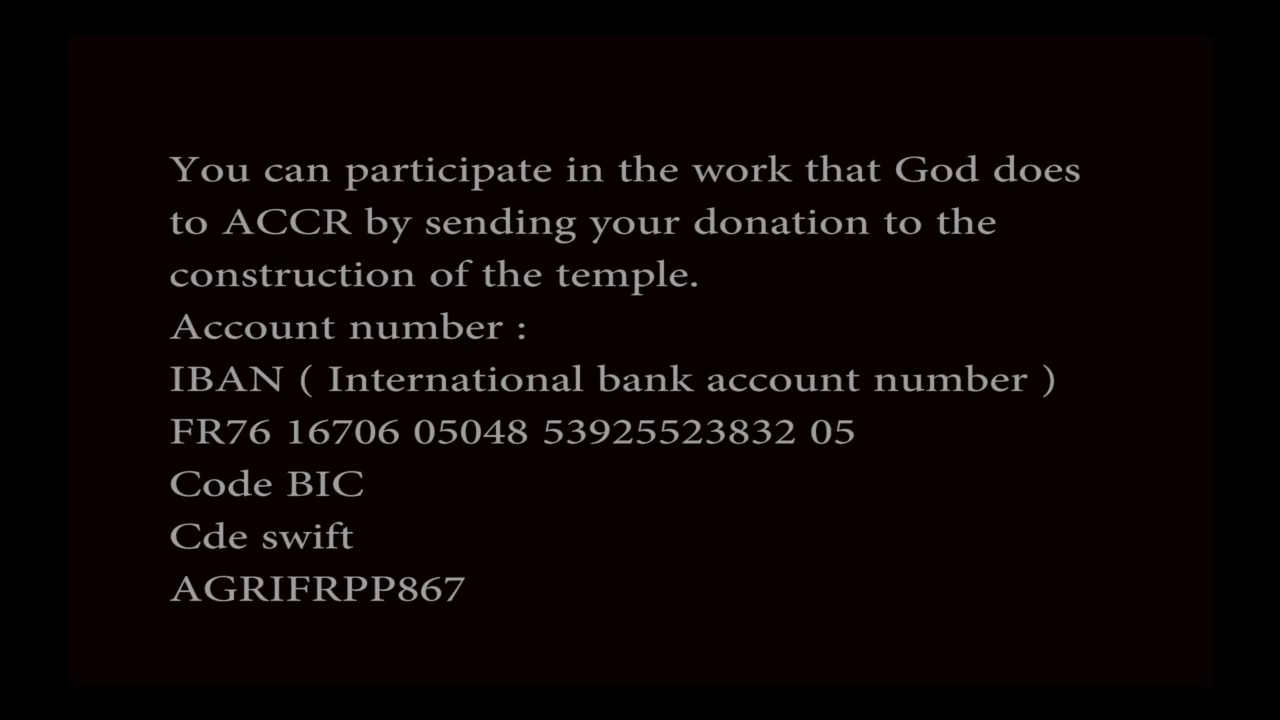 You can participate in the work that God does
to ACCR by sending your donation to the
construction of the temple.
Account number :
IBAN ( International bank account number )
FR76 16706 05048 53925523832 05
Code BIC
Cde swift
AGRIFRPP867